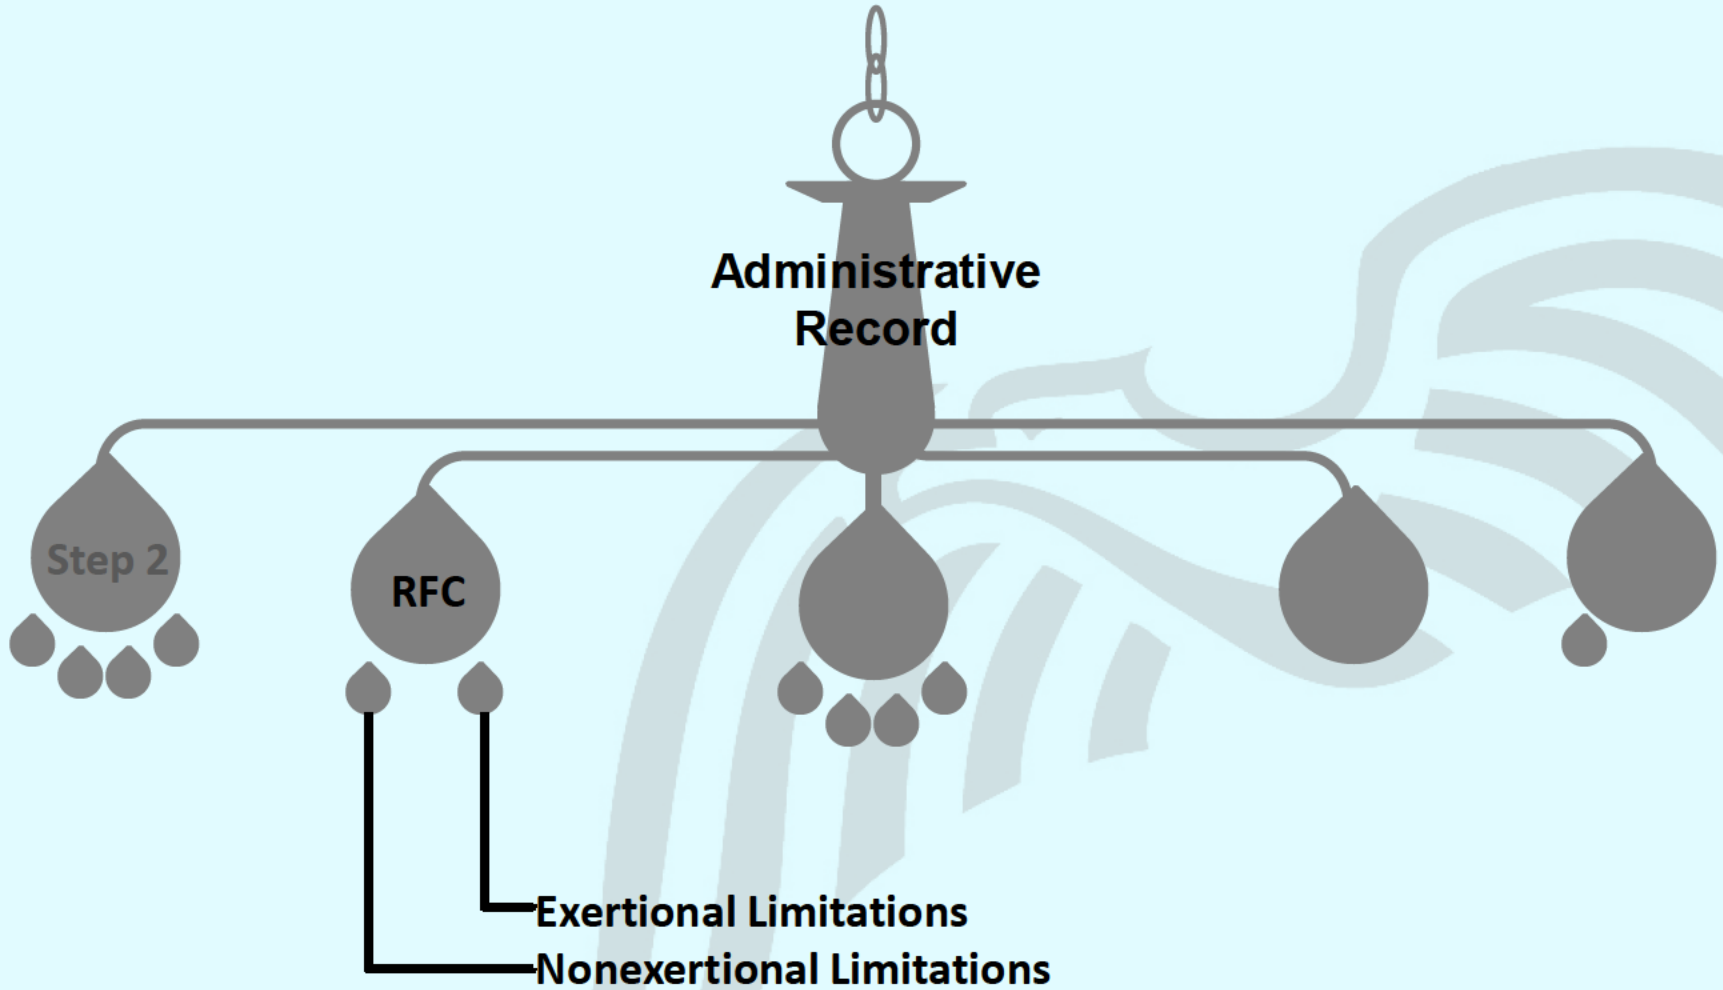 Administrative
Record
Step 2
RFC
Exertional Limitations
Nonexertional Limitations